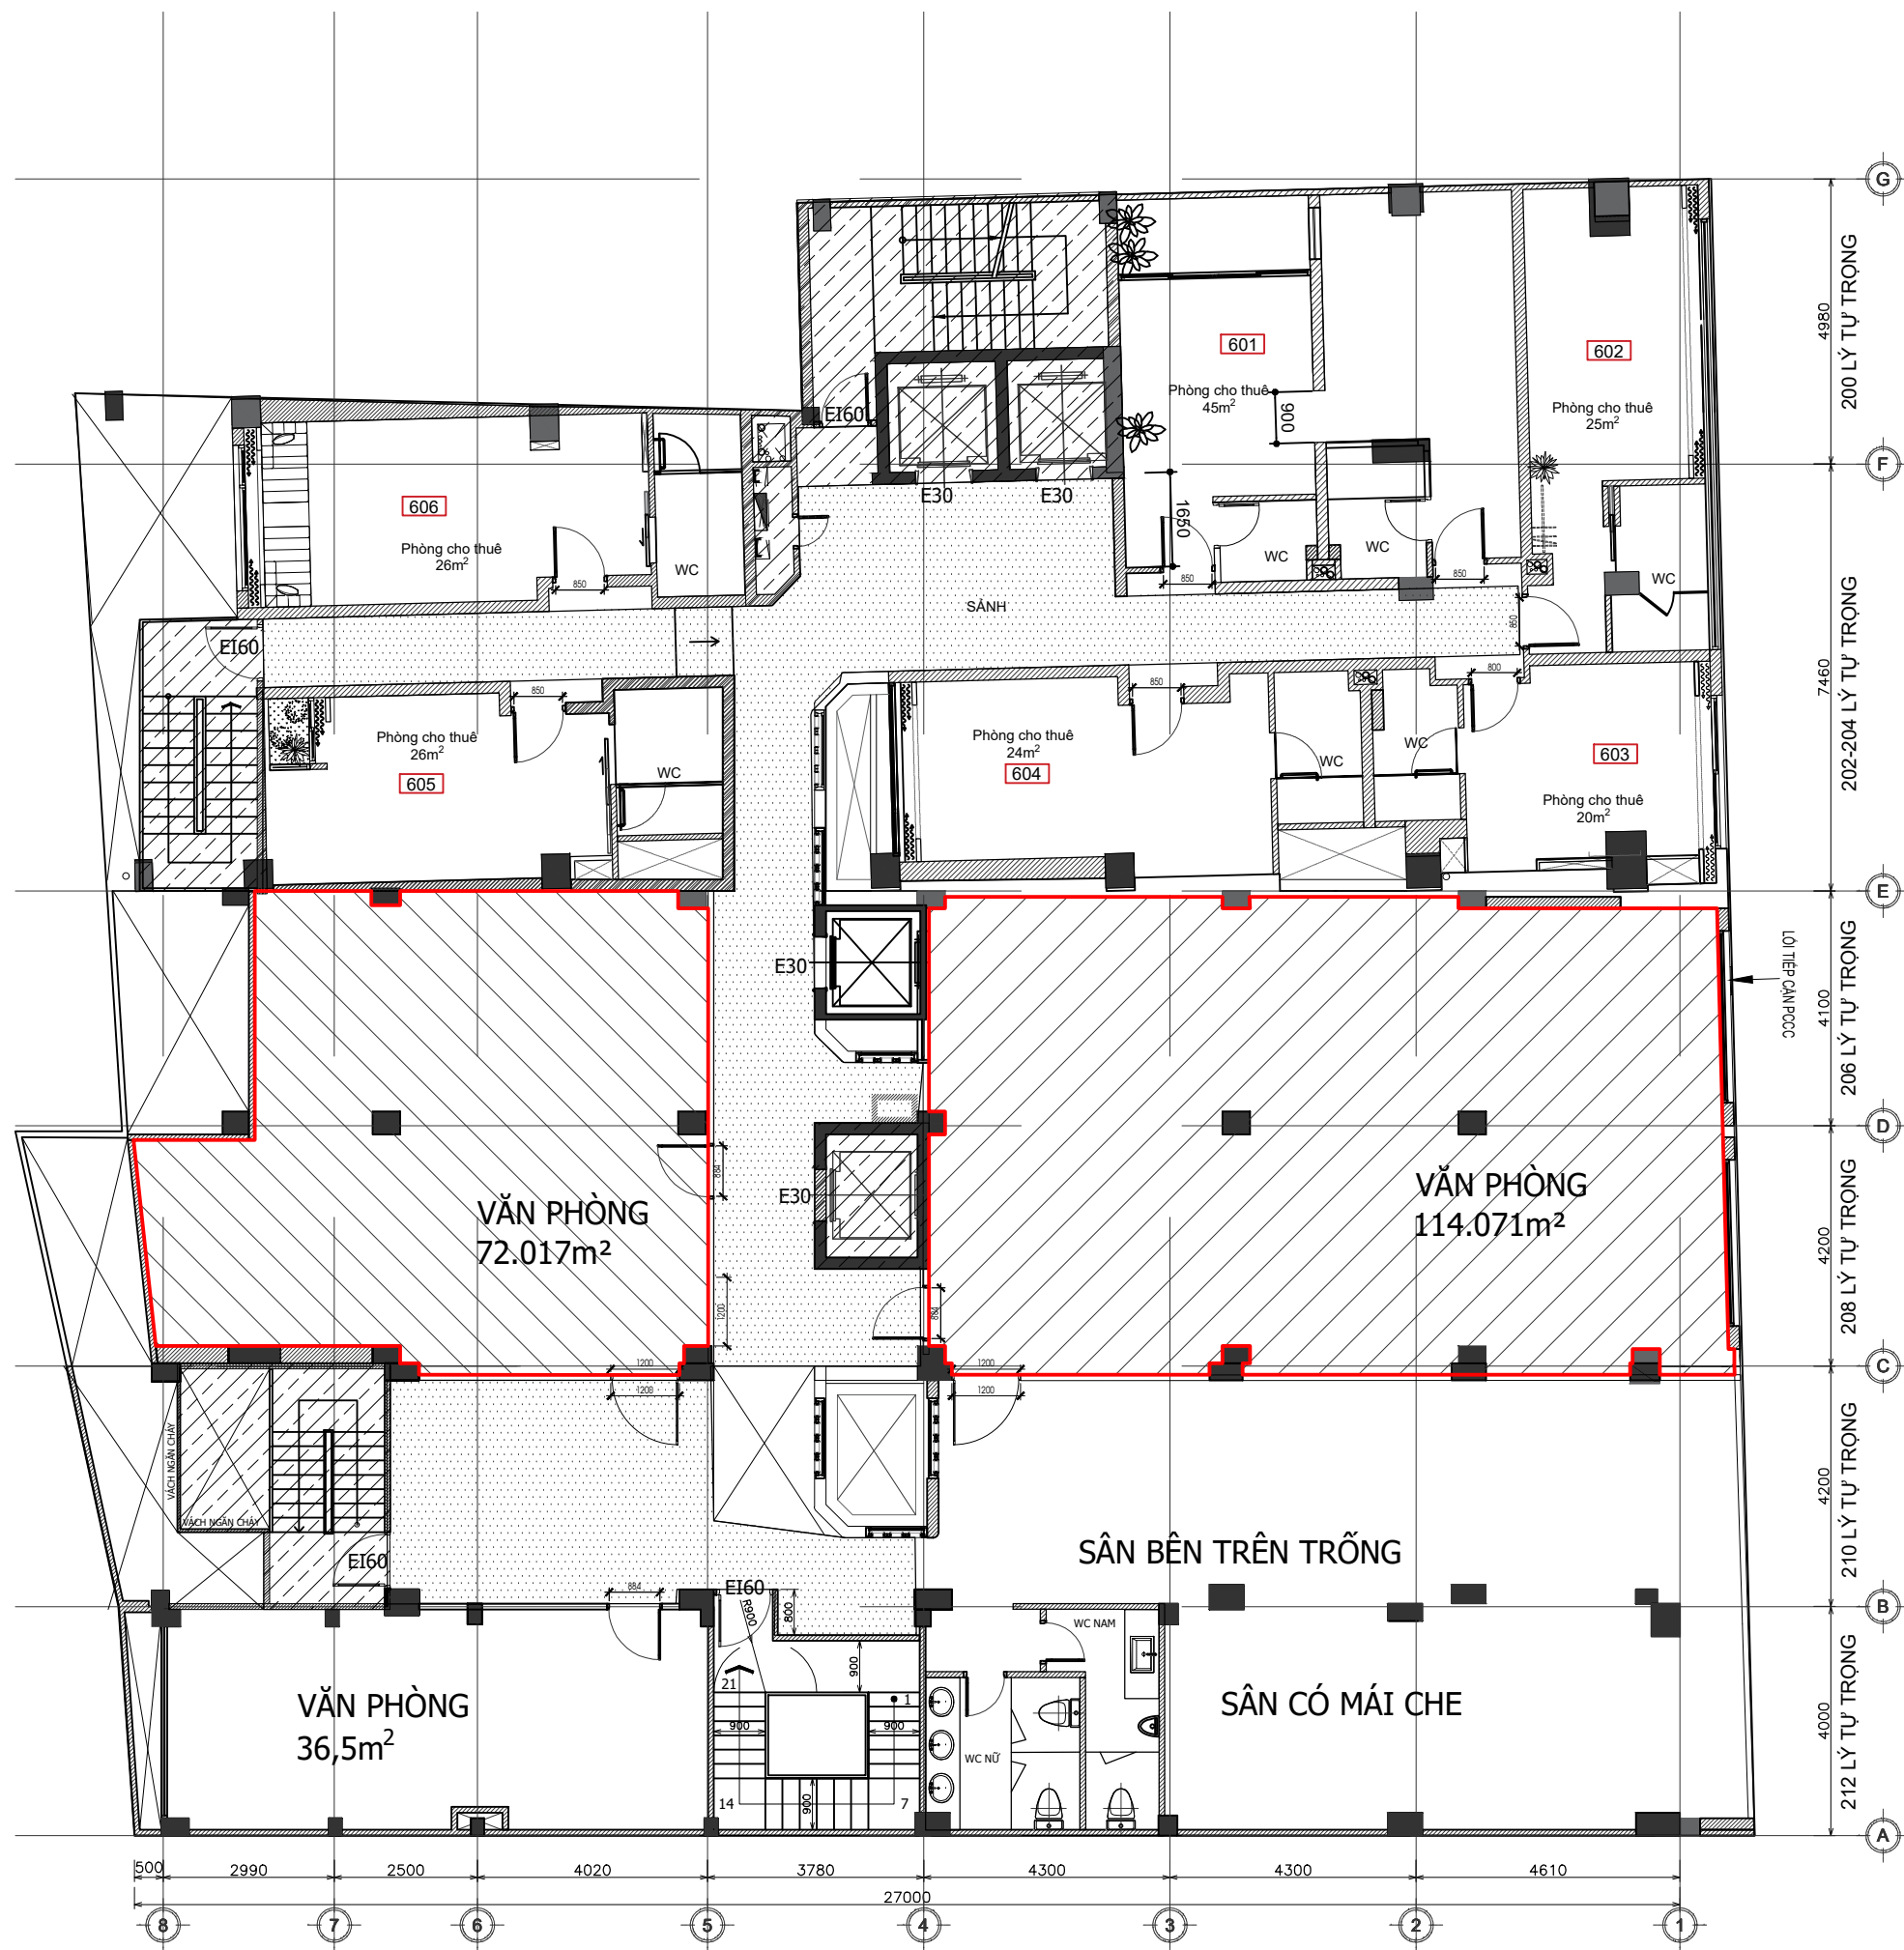 G
4980
200 LÝ TỰ TRỌNG
601
Phòng cho thuê
45m²
900
602
Phòng cho thuê
25m²
EI60
F
E30
E30
606
Phòng cho thuê
26m²
WC
850
1650
WC
WC
850
850
WC
SẢNH
850
EI60
7460
202-204 LÝ TỰ TRỌNG
850
Phòng cho thuê
26m²
605
WC
850
Phòng cho thuê
24m²
604
WC
WC
800
603
Phòng cho thuê
20m²
E
E30
LỐI TIẾP CẬN PCCC
4100
206 LÝ TỰ TRỌNG
D
884
E30
VĂN PHÒNG
72.017m²
VĂN PHÒNG
114.071m²
4200
208 LÝ TỰ TRỌNG
1200
884
C
1200
1200
1200
1200
VÁCH NGĂN CHÁY
VÁCH NGĂN CHÁY
EI60
4200
210 LÝ TỰ TRỌNG
SÂN BÊN TRÊN TRỐNG
884
EI60
R900
800
B
WC NAM
VĂN PHÒNG
36,5m²
900
21
1
900
900
14
900
7
WC NỮ
SÂN CÓ MÁI CHE
4000
212 LÝ TỰ TRỌNG
A
500
2990
2500
4020
3780
4300
4300
4610
27000
8
7
6
5
4
3
2
1